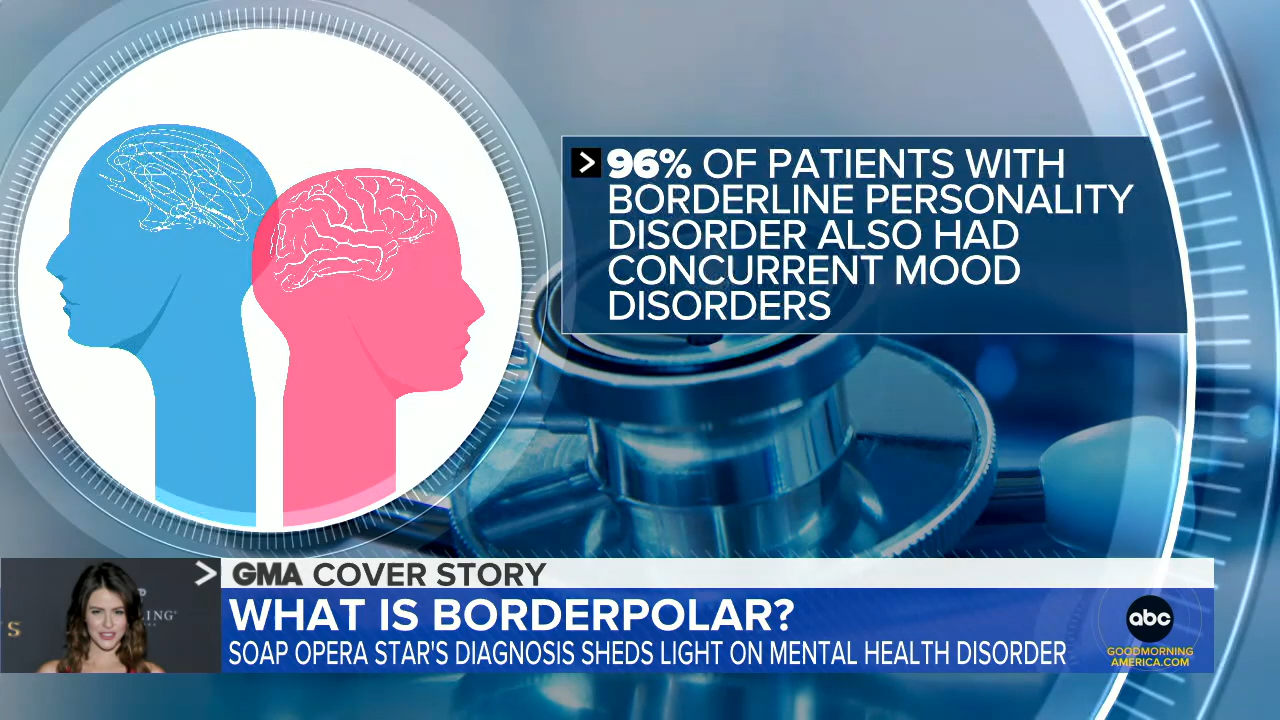 96% OF PATIENTS WITH
BORDERLINE PERSONALITY
DISORDER ALSO HAD
CONCURRENT MOOD
DISORDERS
GMA COVER STORY
WHAT IS BORDERPOLAR?
SOAP OPERA STAR'S DIAGNOSIS SHEDS LIGHT ON MENTAL HEALTH DISORDER
abc
GOODMORNING
AMERICA.COM